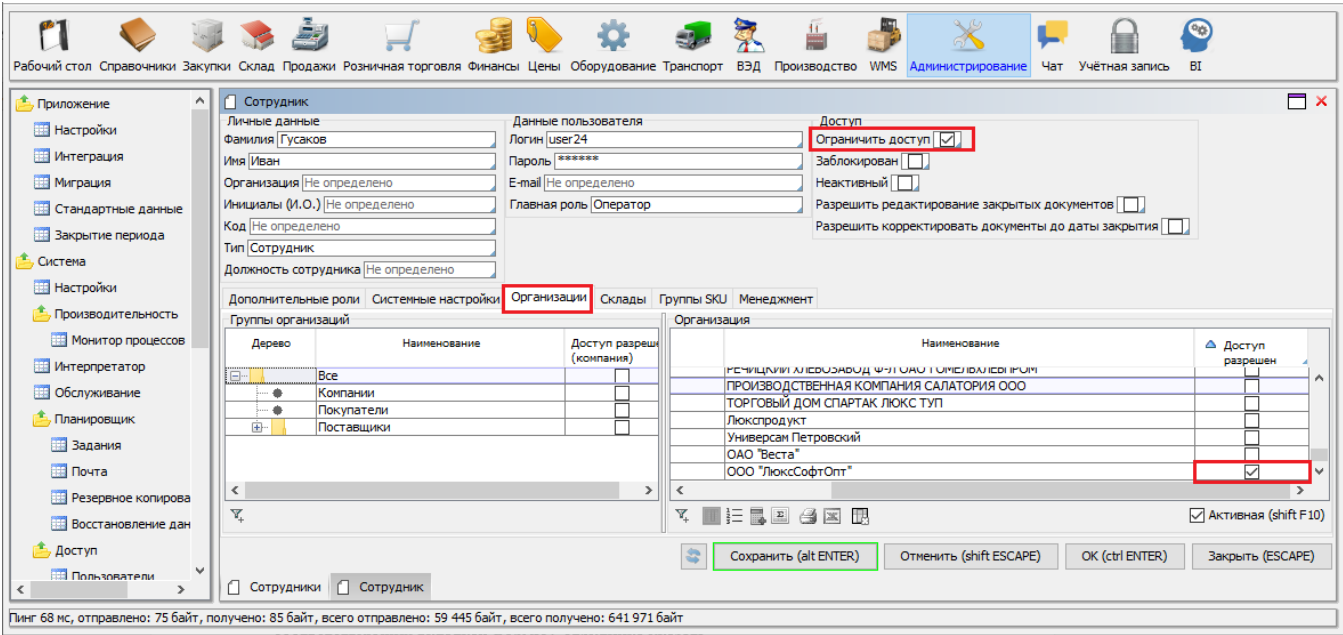 Рабочий стол Справочники Закупки Склад Продажи Розничная торговля Финансы Цены Оборудование Транспорт ВЭД Производство WMS Администрирование Чат Учётная запись BI
Приложение
Настройки
Интеграция
Миграция
Стандартные данные
Закрытие периода
Система
Настройки
Производительность
Монитор процессов
Интерпретатор
Обслуживание
Планировщик
Задания
Почта
Резервное копирова
Восстановление дан
Доступ
Пользователи
Сотрудник
Личные данные
Фамилия Гусаков
Имя Иван
Организация Не определено
Инициалы (И.О.) Не определено
Код Не определено
Тип Сотрудник
Должность сотрудника Не определено
Данные пользователя
Логин user24
Пароль ******
E-mail Не определено
Главная роль Оператор
Доступ
Ограничить доступ
Заблокирован
Неактивный
Разрешить редактирование закрытых документов
Разрешить корректировать документы до даты закрытия
Дополнительные роли Системные настройки Организации Склады Группы SKU Менеджмент
Группы организаций
Дерево Наименование Доступ разреше
(компания)
Все
Компании
Покупатели
Поставщики
Организация
Наименование Доступ
разрешен
РЕЧИЦКИЙ ХЛЕБОЗАВОД Ф-Л ОАО ГОМЕЛЬХЛЕБПРОМ
ПРОИЗВОДСТВЕННАЯ КОМПАНИЯ САЛАТОРИЯ ООО
ТОРГОВЫЙ ДОМ СПАРТАК ЛЮКС ТУП
Люкспродукт
Универсам Петровский
ОАО "Веста"
ООО "ЛюксСофтОпт"
Активная (shift F10)
Сохранить (alt ENTER) Отменить (shift ESCAPE) OK (ctrl ENTER) Закрыть (ESCAPE)
Сотрудники Сотрудник
Пинг 68 мс, отправлено: 75 байт, получено: 85 байт, всего отправлено: 59 445 байт, всего получено: 641 971 байт